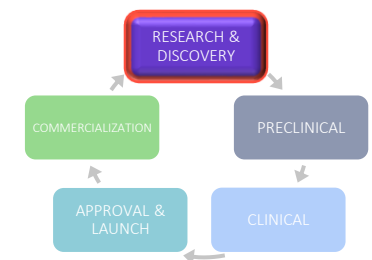 RESEARCH &
DISCOVERY
PRECLINICAL
CLINICAL
APPROVAL &
LAUNCH
COMMERCIALIZATION